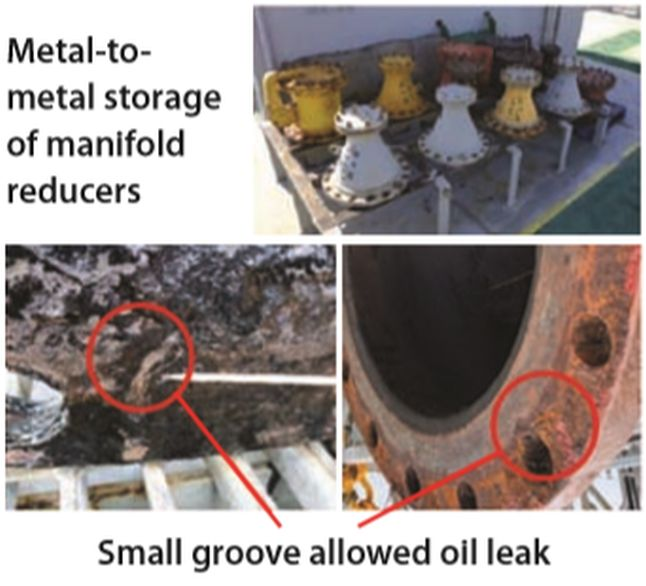 Metal-to-
metal storage
of manifold
reducers
Small groove allowed oil leak